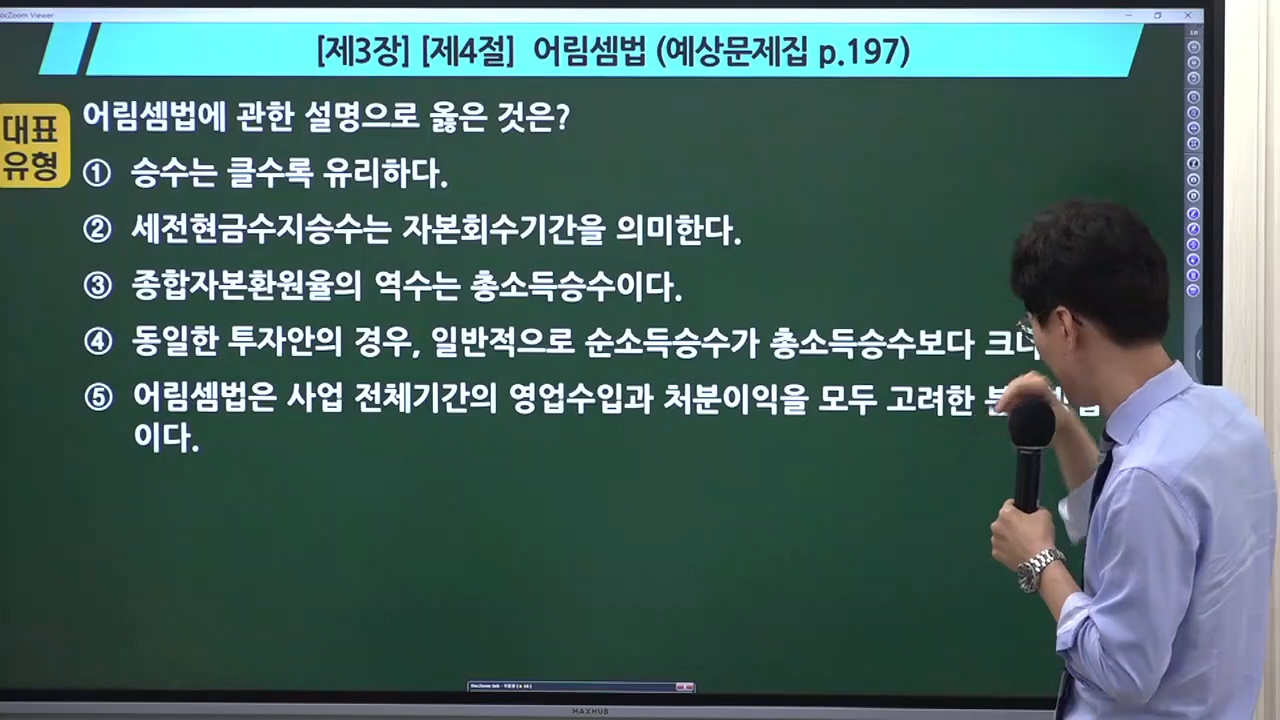 DocZoom Viewer
[제3장] [제4절] 어림셈법 (예상문제집 p.197)
대표
유형
어림셈법에 관한 설명으로 옳은 것은?
① 승수는 클수록 유리하다.
② 세전현금수지승수는 자본회수기간을 의미한다.
③ 종합자본환원율의 역수는 총소득승수이다.
④ 동일한 투자안의 경우, 일반적으로 순소득승수가 총소득승수보다
⑤ 어림셈법은 사업 전체기간의 영업수입과 처분이익을 모두 고려한
이다.
MAXHUB